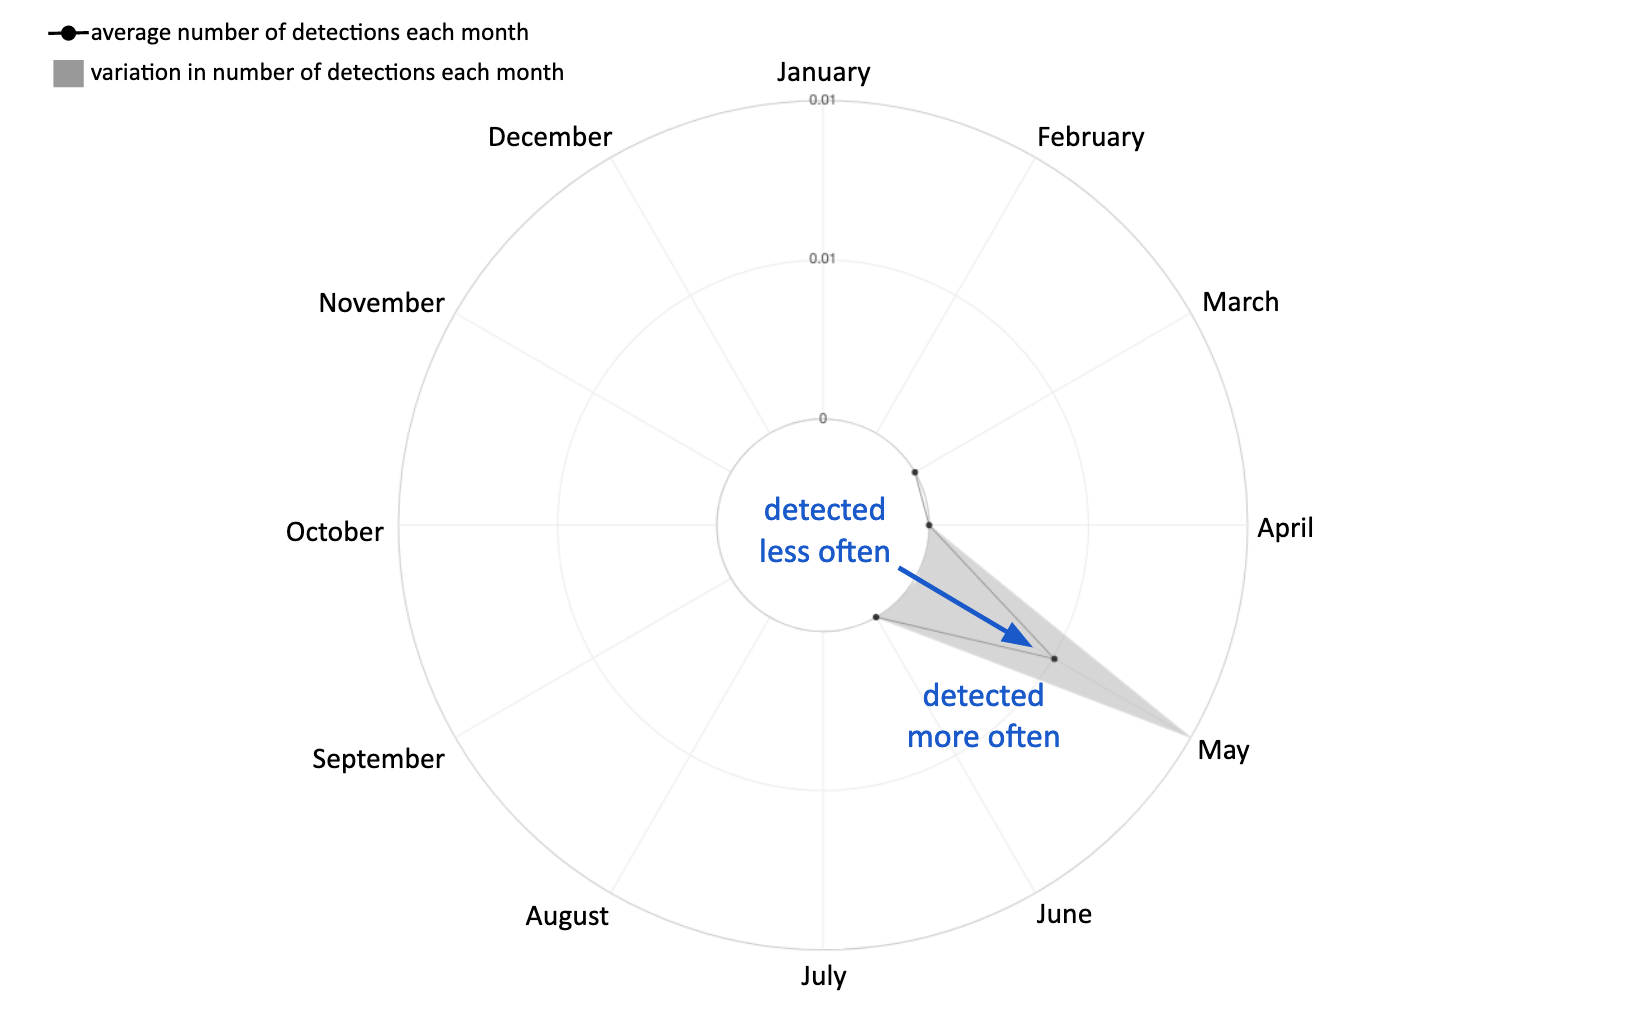 average number of detections each month
variation in number of detections each month
January
0.01
December
February
0.01
November
March
0
detected
less often
October
April
detected
more often
September
May
August
June
July